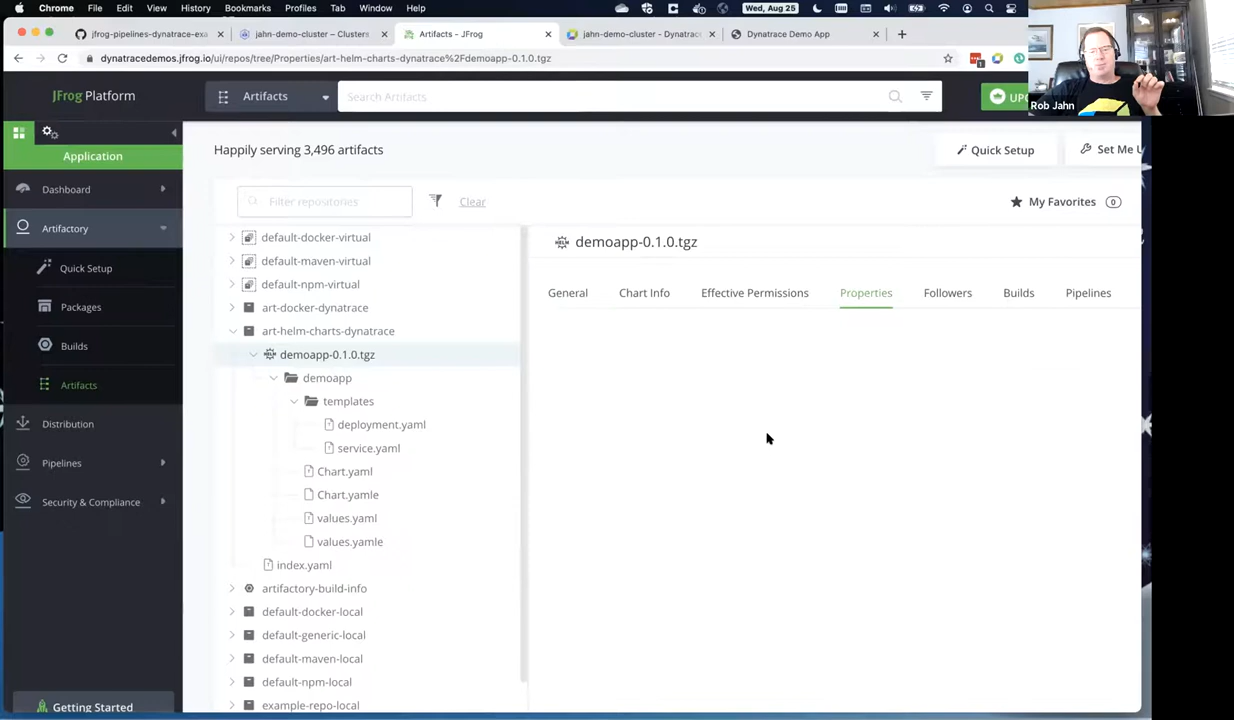 Chrome File Edit View History Bookmarks Profiles Tab Window Help Wed, Aug 25
jfrog-pipelines-dynatrace-exa
jahn-demo-cluster – Clusters
Artifacts - JFrog
jahn-demo-cluster - Dynatrac
Dynatrace Demo App
dynatracedemos.jfrog.io/ui/repos/tree/Properties/art-helm-charts-dynatrace%2Fdemoapp-0.1.0.tgz
Rob Jahn
JFrog Platform
Artifacts
Search Artifacts
UPG
Application
Happily serving 3,496 artifacts
Quick Setup
Set Me U
Dashboard
Artifactory
Quick Setup
Packages
Builds
Artifacts
Distribution
Pipelines
Security & Compliance
Getting Started
Filter repositories
Clear
My Favorites 0
default-docker-virtual
default-maven-virtual
default-npm-virtual
art-docker-dynatrace
art-helm-charts-dynatrace
demoapp-0.1.0.tgz
demoapp
templates
deployment.yaml
service.yaml
Chart.yaml
Chart.yamle
values.yaml
values.yamle
index.yaml
artifactory-build-info
default-docker-local
default-generic-local
default-maven-local
default-npm-local
example-repo-local
demoapp-0.1.0.tgz
General Chart Info Effective Permissions Properties Followers Builds Pipelines